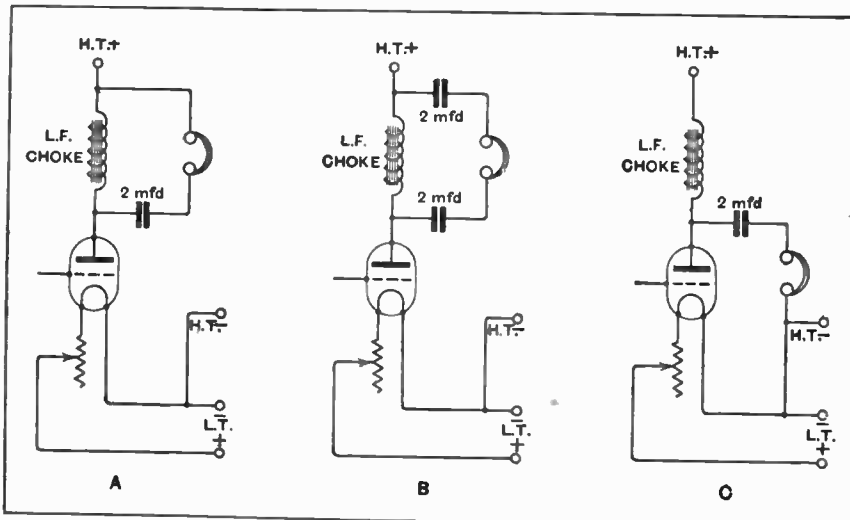 H.T.+
L.F.
CHOKE
2 mfd
H.T.-
L.T.
-
+
A
H.T.+
2 mfd
L.F.
CHOKE
2 mfd
H.T.-
L.T.
-
+
B
H.T.+
L.F.
CHOKE
2 mfd
H.T.-
L.T.
-
+
C